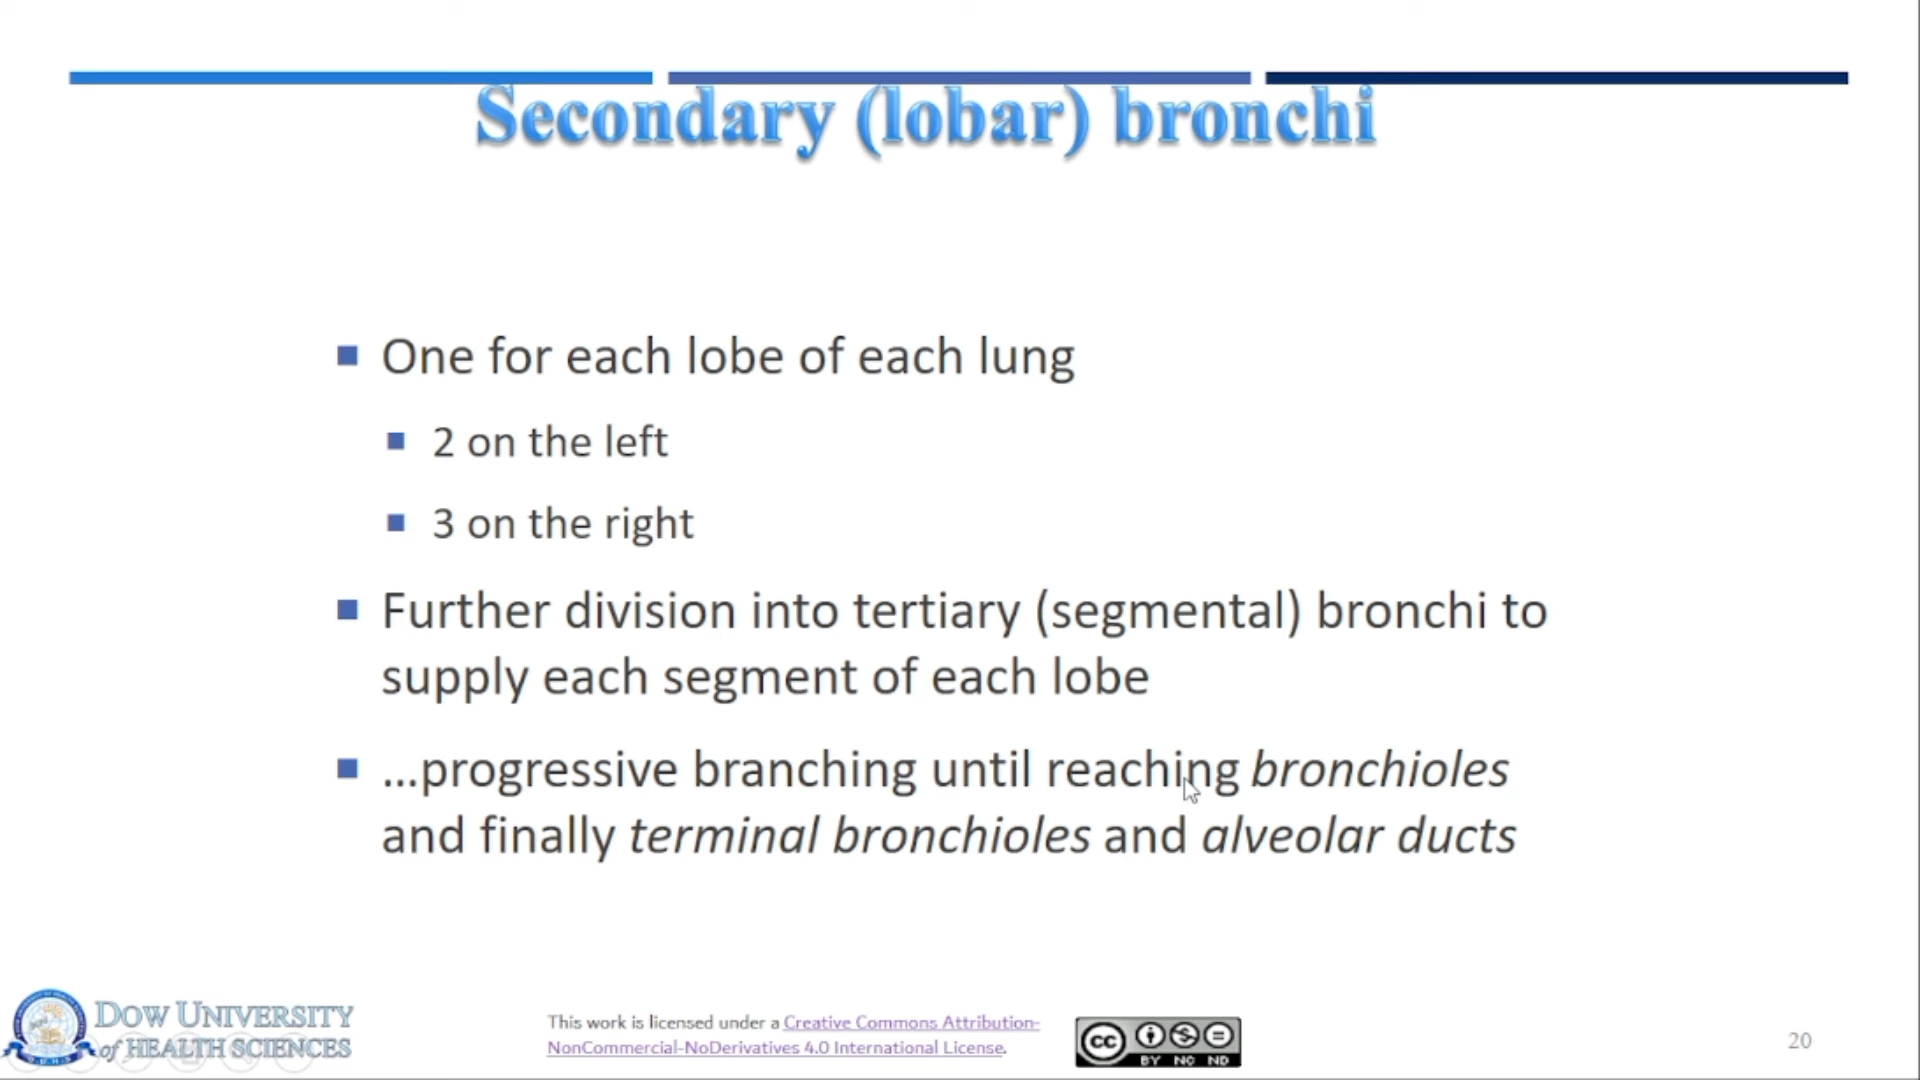 Secondary (lobar) bronchi
One for each lobe of each lung
2 on the left
3 on the right
Further division into tertiary (segmental) bronchi to
supply each segment of each lobe
...progressive branching until reaching bronchioles
and finally terminal bronchioles and alveolar ducts
DOW UNIVERSITY
of HEALTH SCIENCES
This work is licensed under a Creative Commons Attribution-
NonCommercial-NoDerivatives 4.0 International License.
cc
BY NC ND
20